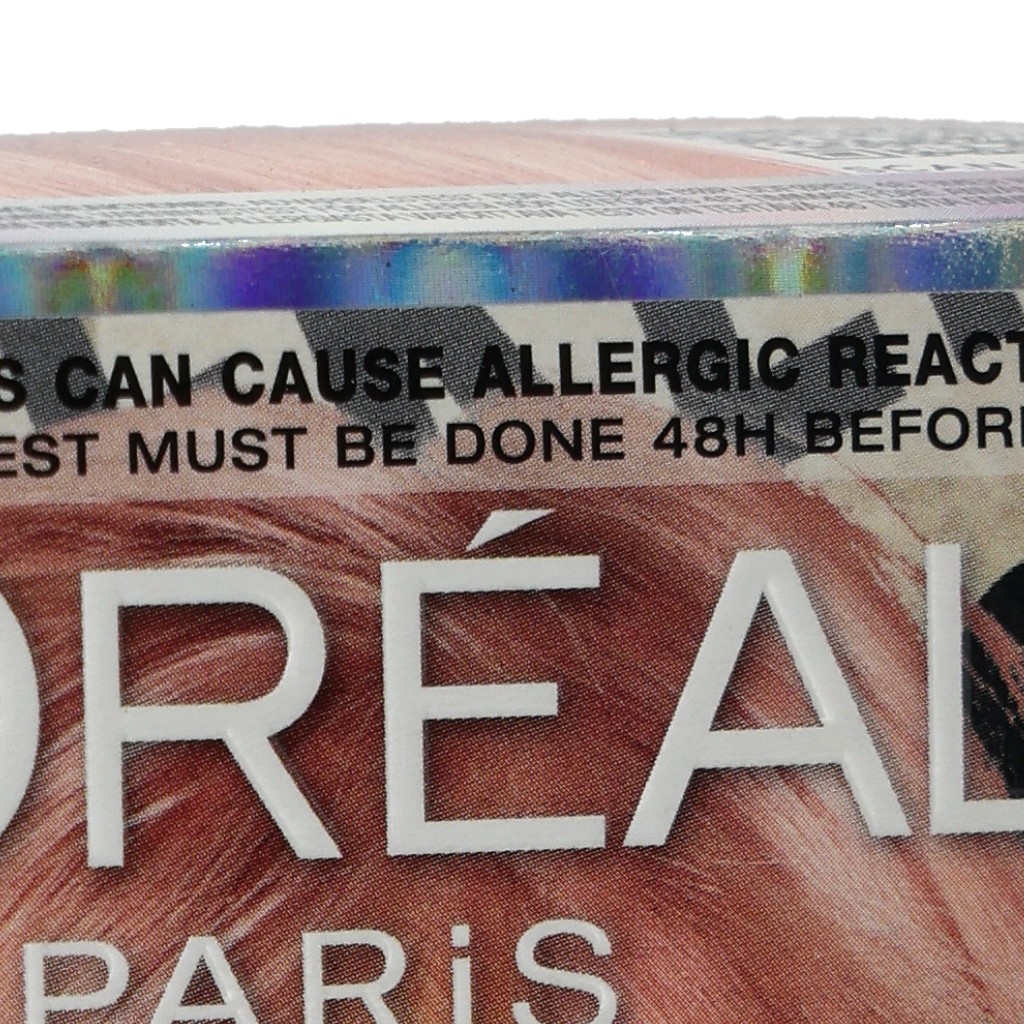 S CAN CAUSE ALLERGIC REACT
EST MUST BE DONE 48H BEFOR
ORÉAL
PARiS